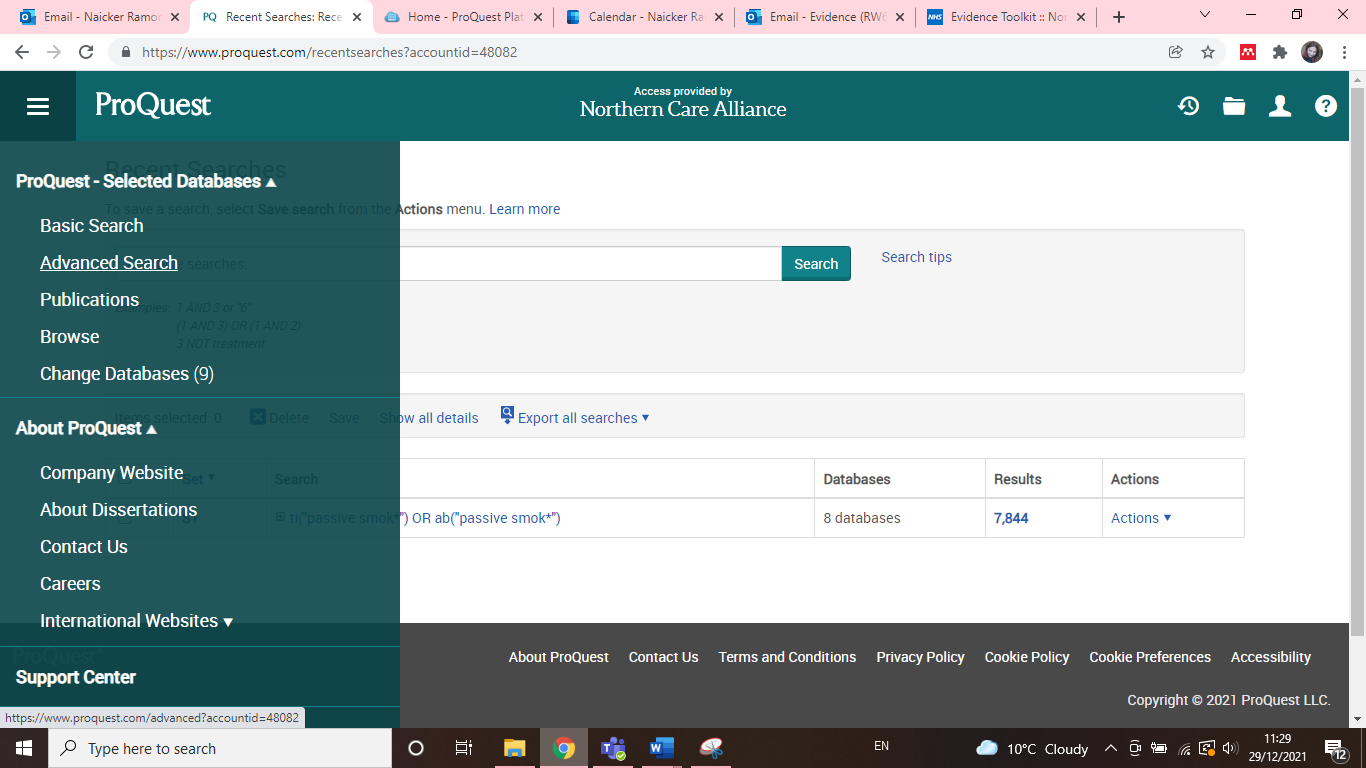 Email - Naicker Ramor
Recent Searches: Rece
Home - ProQuest Plat
Calendar - Naicker Ra
Email - Evidence (RW6
Evidence Toolkit :: Nor
https://www.proquest.com/recentsearches?accountid=48082
ProQuest
Access provided by
Northern Care Alliance
Recent Searches
ProQuest - Selected Databases
To save a search, select Save search from the Actions menu. Learn more
Basic Search
Advanced Search
searches:
Search
Search tips
Publications
Examples: 1 AND 3 or "6"
(1 AND 3) OR (1 AND 2)
3 NOT treatment
Browse
Change Databases (9)
Items selected: 0 Delete Save Show all details Export all searches
About ProQuest
Company Website
Set Search Databases Results Actions
About Dissertations
S1 ti("passive smok*") OR ab("passive smok*") 8 databases 7,844 Actions
Contact Us
Careers
International Websites
ProQuest
Support Center
About ProQuest Contact Us Terms and Conditions Privacy Policy Cookie Policy Cookie Preferences Accessibility
Copyright © 2021 ProQuest LLC.
https://www.proquest.com/advanced?accountid=48082
Type here to search
EN
10°C Cloudy
11:29
29/12/2021
12